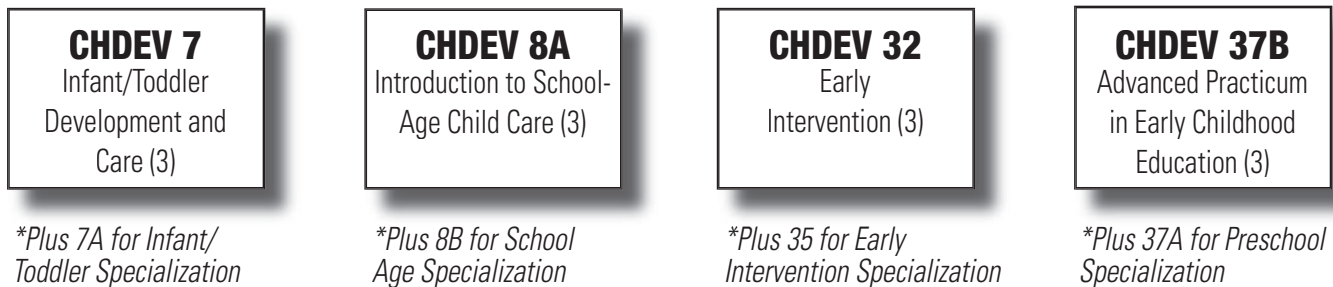 CHDEV 7
Infant/Toddler
Development and
Care (3)
*Plus 7A for Infant/
Toddler Specialization
CHDEV 8A
Introduction to School-
Age Child Care (3)
*Plus 8B for School
Age Specialization
CHDEV 32
Early
Intervention (3)
*Plus 35 for Early
Intervention Specialization
CHDEV 37B
Advanced Practicum
in Early Childhood
Education (3)
*Plus 37A for Preschool
Specialization